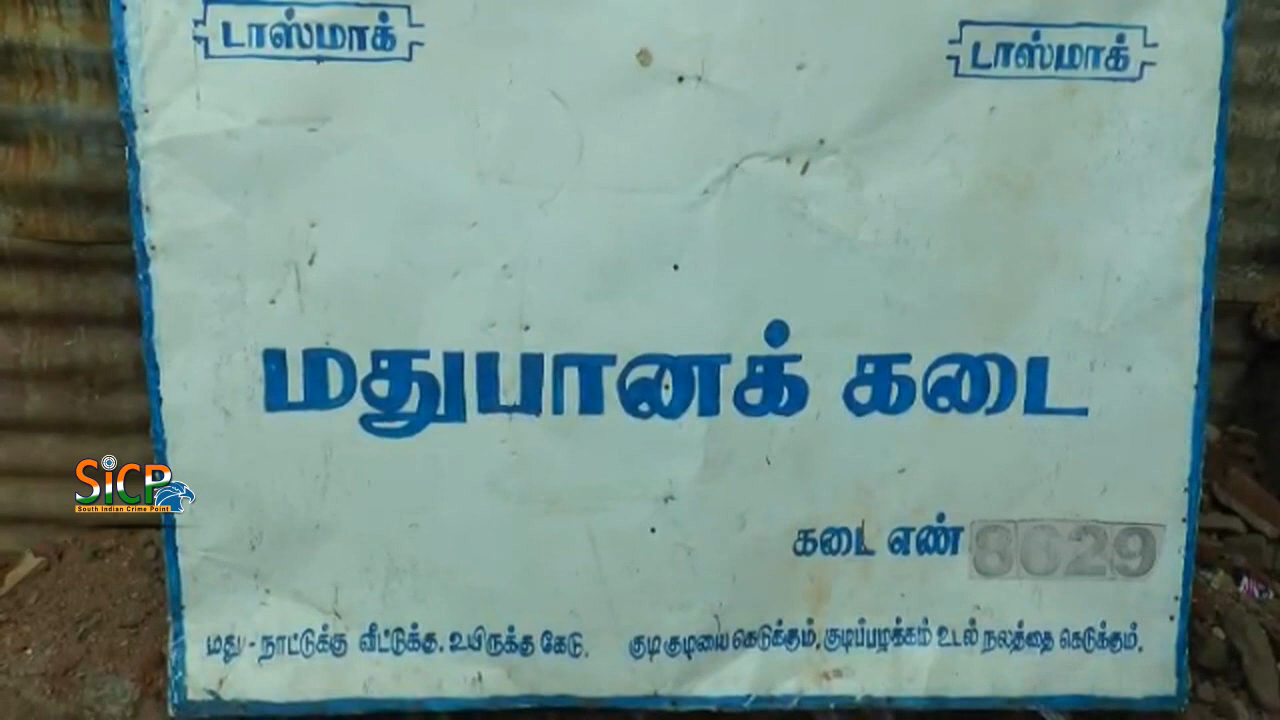 டாஸ்மாக் டாஸ்மாக்
மதுபானக் கடை
கடை எண் 8629
மது - நாட்டுக்கு வீட்டுக்கு. உயிருக்கு கேடு. குடி குடியை கெடுக்கும், குடிப்பழக்கம் உடல் நலத்தை கெடுக்கும்.
SiCP
South Indian Crime Point